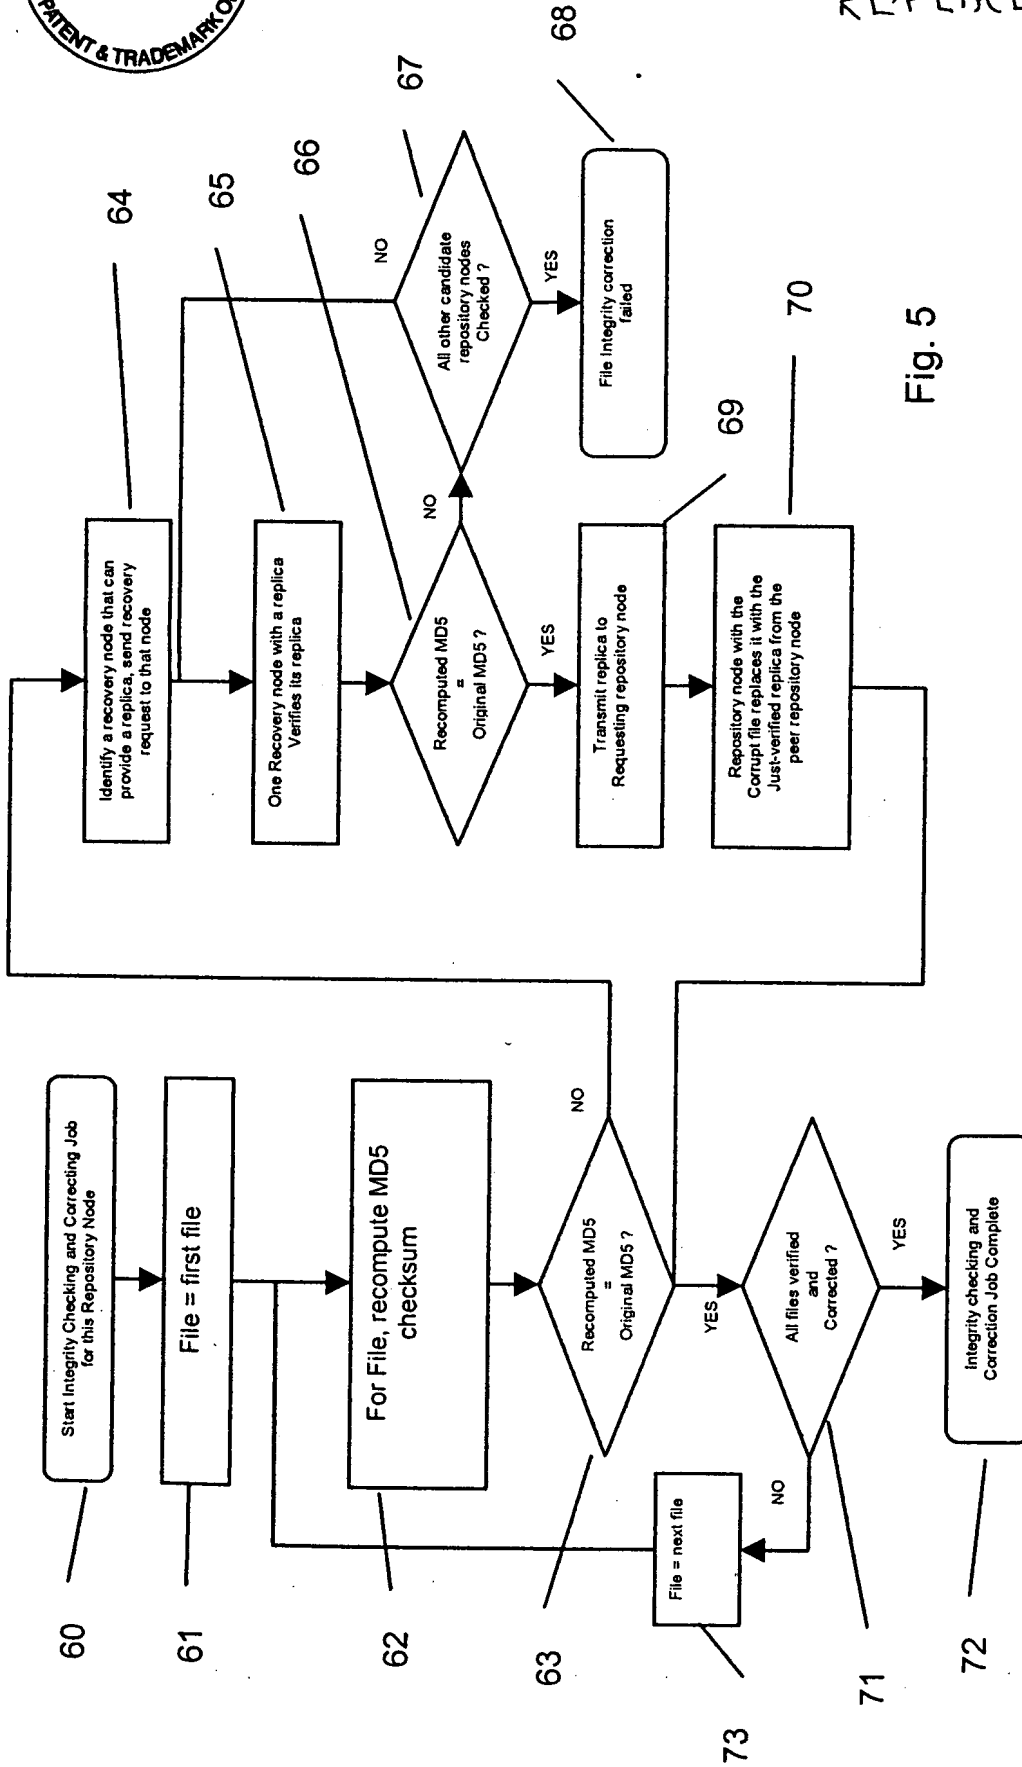 PATENT & TRADEMARK
60
Start Integrity Checking and Correcting Job
for this Repository Node
61
File = first file
62
For File, recompute MD5
checksum
63
Recomputed MD5
=
Original MD5 ?
NO
YES
71
All files verified
and
Corrected ?
NO
YES
73
File = next file
72
Integrity checking and
Correction Job Complete
64
Identify a recovery node that can
provide a replica, send recovery
request to that node
65
One Recovery node with a replica
Verifies its replica
66
Recomputed MD5
=
Original MD5 ?
NO
YES
67
All other candidate
repository nodes
Checked ?
NO
YES
68
File Integrity correction
failed
69
Transmit replica to
Requesting repository node
70
Repository node with the
Corrupt file replaces it with the
Just-verified replica from the
peer repository node
Fig. 5